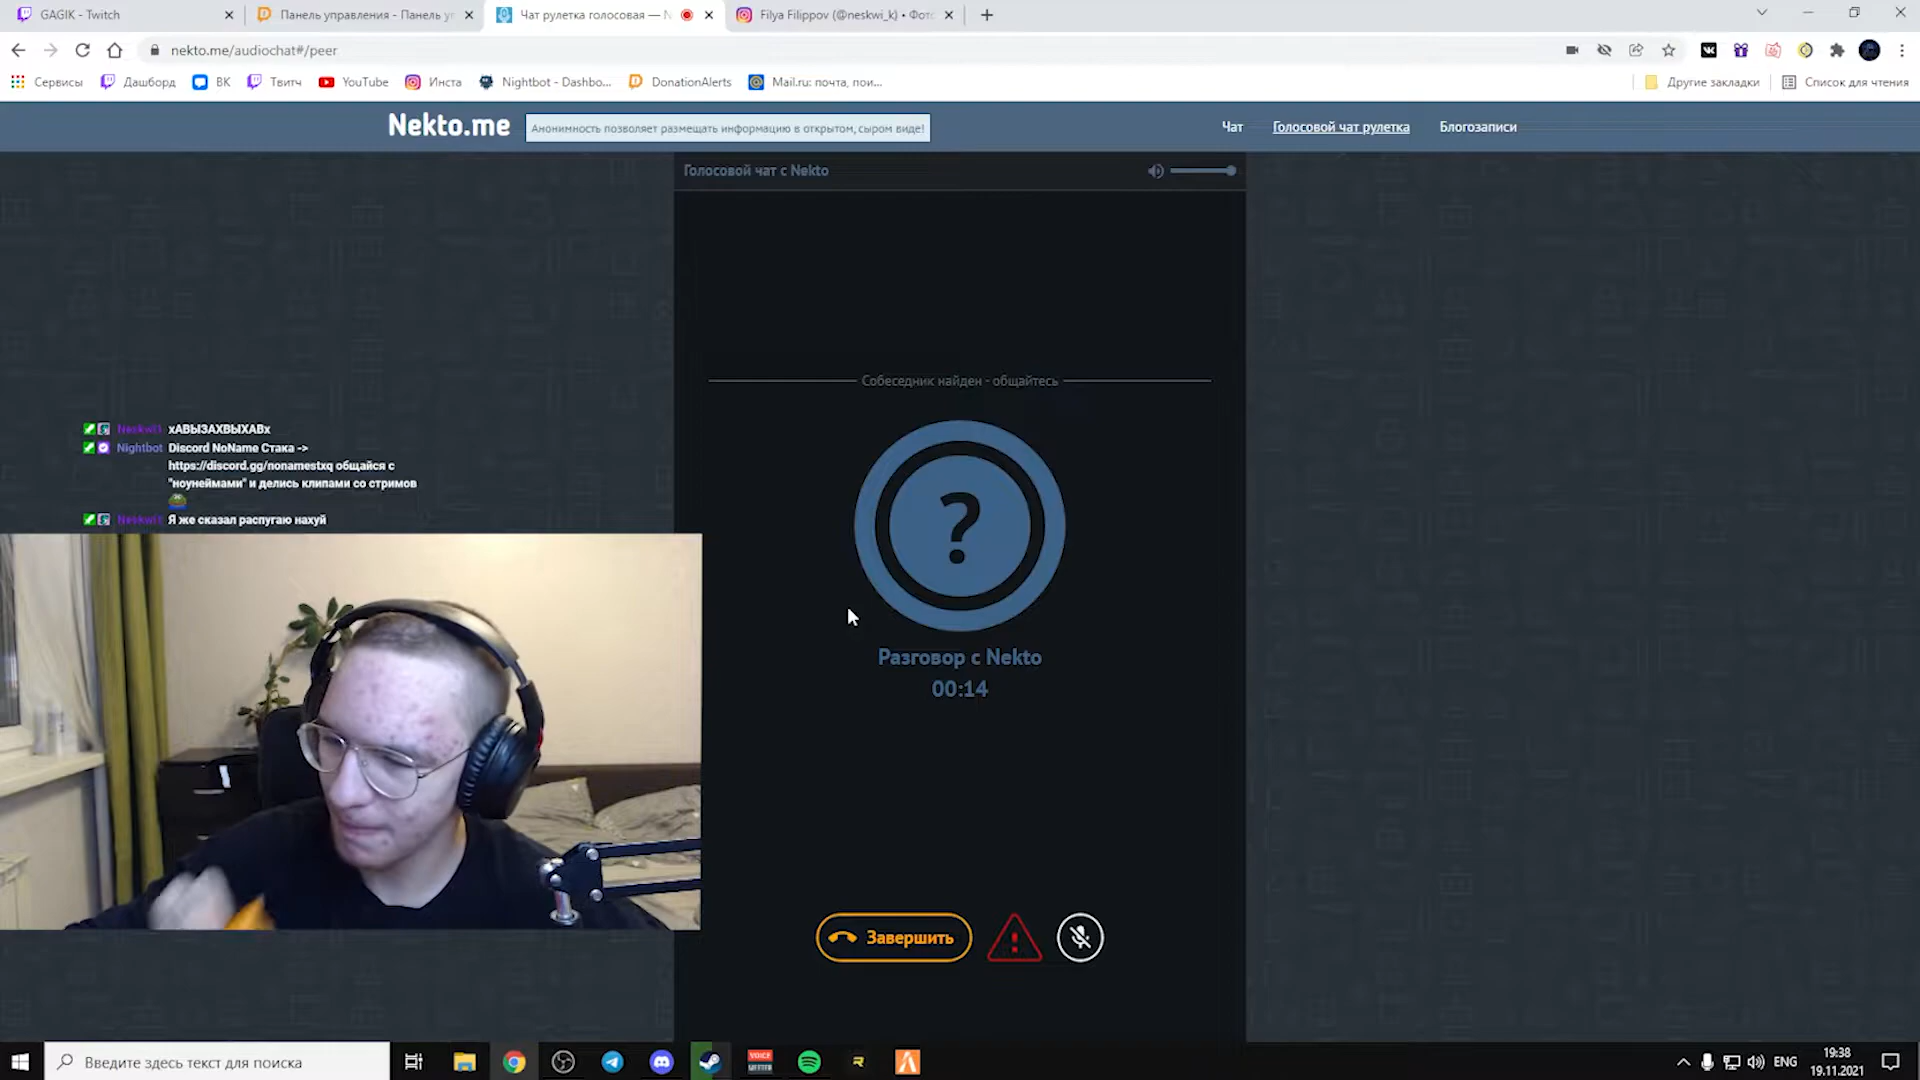 GAGIK - Twitch
Панель управления - Панель у
Чат рулетка голосовая — N
Filya Filippov (@neskwi_k) • Фото
nekto.me/audiochat#/peer
Сервисы
Дашборд
ВК
Твитч
YouTube
Инста
Nightbot - Dashbo...
DonationAlerts
Mail.ru: почта, пои...
Другие закладки
Список для чтения
Nekto.me
Анонимность позволяет размещать информацию в открытом, сыром виде!
Чат
Голосовой чат рулетка
Блогозаписи
Голосовой чат с Nekto
Собеседник найден - общайтесь
?
Разговор с Nekto
00:14
Завершить
хАВЫЗАХВЫХАВх
Nightbot Discord NoName Стака ->
https://discord.gg/nonamestxq общайся с
"ноунеймами" и делись клипами со стримов
Я же сказал распугаю нахуй
Введите здесь текст для поиска
VOICE
ENG
19:38
19.11.2021